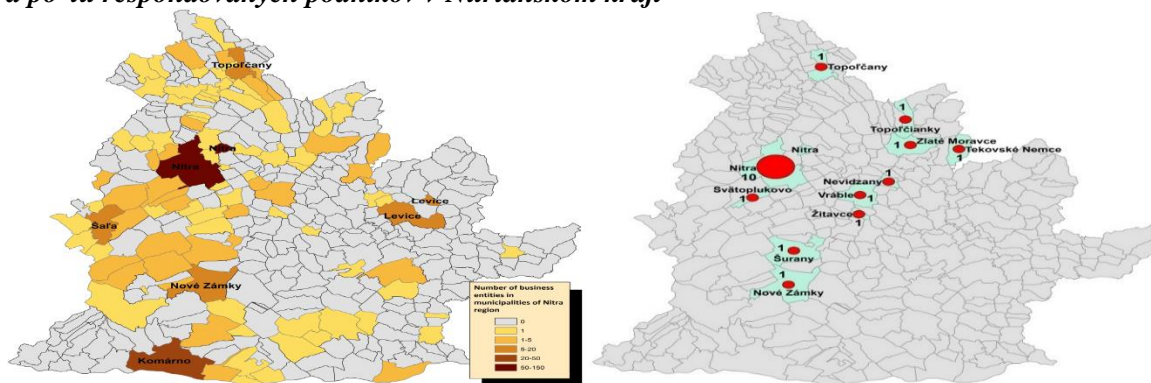 a po  ta respondovaných podnikov v Nitrianskom kraji
Topoľčany
Nitra
Levice
Levice
Šaľa
Nové Zámky
Komárno
Number of business
entities in
municipalities of Nitra
region
0
1
1-5
5-20
20-50
50-150
1
Topoľčany
1
Topoľčianky
1
Zlaté Moravce
Tekovské Nemce
1
Nitra
Nitra
10
Nevidzany
1
Svätoplukovo
1
Vráble
1
Žitavce
1
1
Šurany
1
Nové Zámky